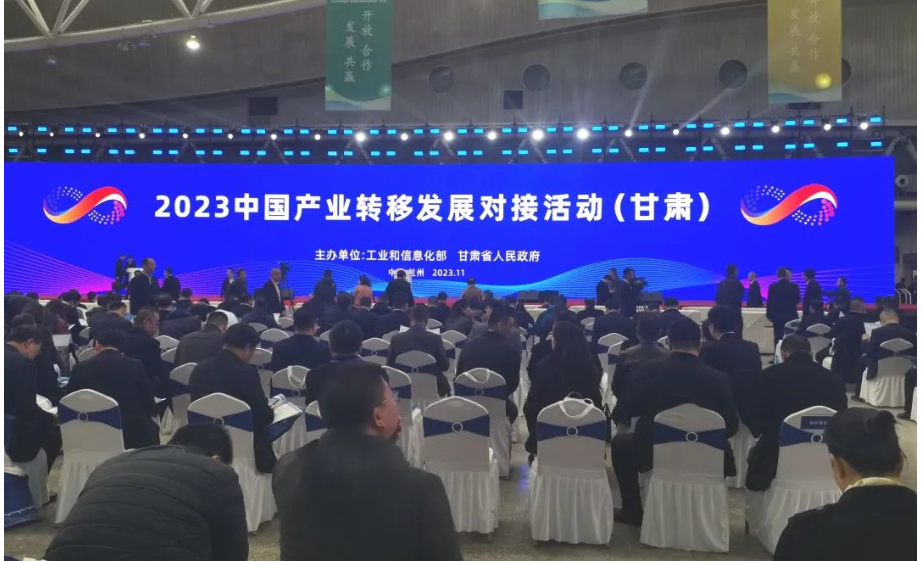 开放 合作
发展 共赢
开放 合作
发展 共赢
2023中国产业转移发展对接活动（甘肃）
主办单位:工业和信息化部 甘肃省人民政府
兰州 2023.11